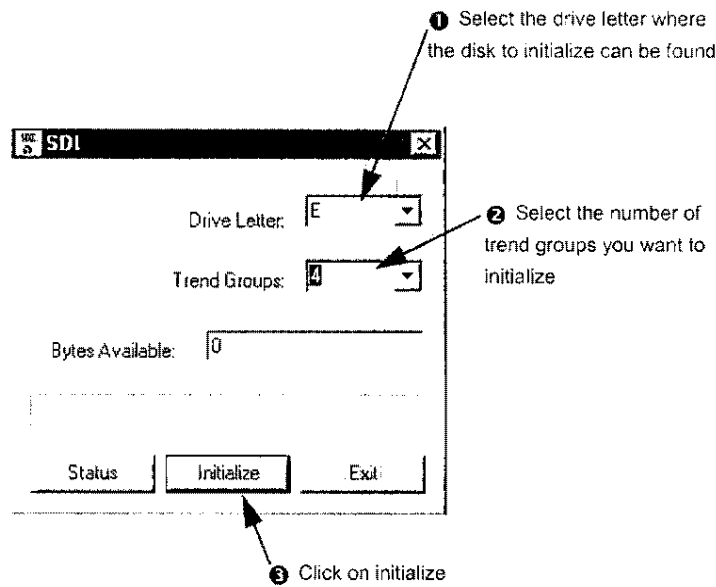 ❶ Select the drive letter where
the disk to initialize can be found
SDI
Drive Letter: E
❷ Select the number of
trend groups you want to
initialize
Trend Groups: 4
Bytes Available: 0
Status Initialize Exit
❸ Click on initialize